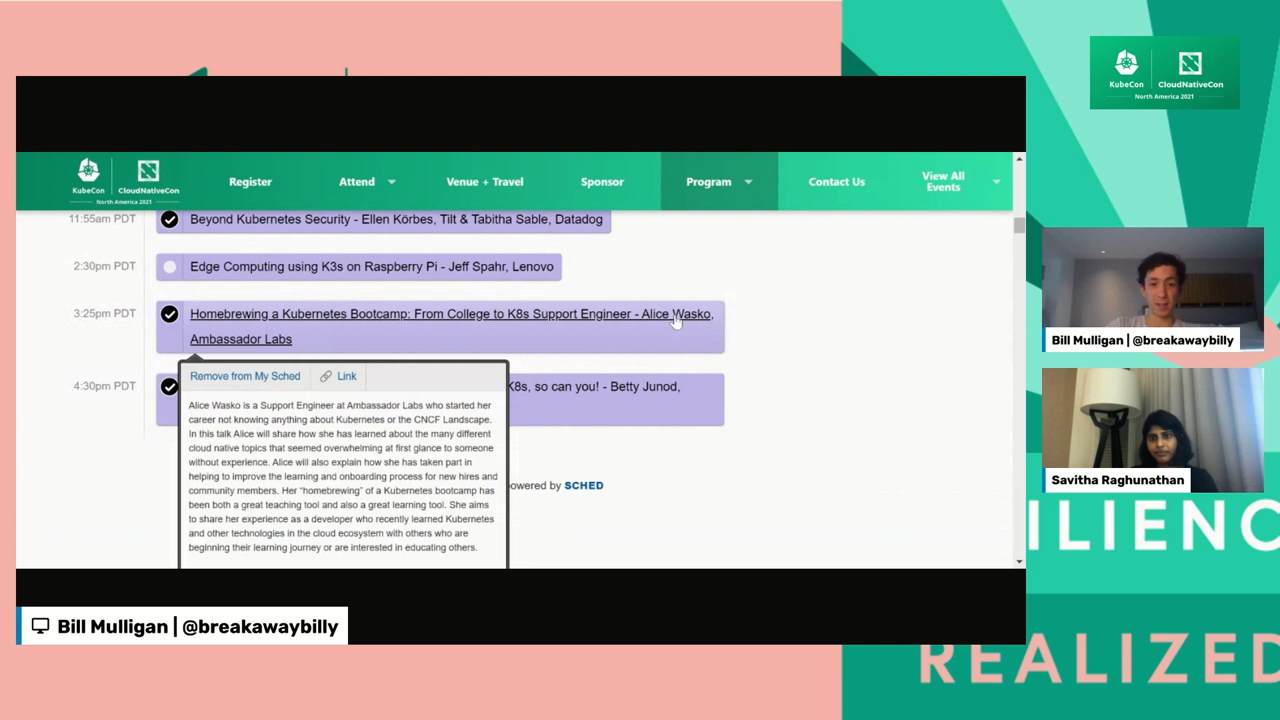 KubeCon
CloudNativeCon
North America 2021
KubeCon
CloudNativeCon
North America 2021
Register
Attend
Venue + Travel
Sponsor
Program
Contact Us
View All
Events
11:55am PDT
Beyond Kubernetes Security - Ellen Körbes, Tilt & Tabitha Sable, Datadog
2:30pm PDT
Edge Computing using K3s on Raspberry Pi - Jeff Spahr, Lenovo
3:25pm PDT
Homebrewing a Kubernetes Bootcamp: From College to K8s Support Engineer - Alice Wasko,
Ambassador Labs
4:30pm PDT
K8s, so can you! - Betty Junod,
Remove from My Sched
Link
Alice Wasko is a Support Engineer at Ambassador Labs who started her
career not knowing anything about Kubernetes or the CNCF Landscape.
In this talk Alice will share how she has learned about the many different
cloud native topics that seemed overwhelming at first glance to someone
without experience. Alice will also explain how she has taken part in
helping to improve the learning and onboarding process for new hires and
community members. Her "homebrewing" of a Kubernetes bootcamp has
been both a great teaching tool and also a great learning tool. She aims
to share her experience as a developer who recently learned Kubernetes
and other technologies in the cloud ecosystem with others who are
beginning their learning journey or are interested in educating others.
owered by SCHED
Bill Mulligan | @breakawaybilly
Savitha Raghunathan
ILIENC
REALIZED
Bill Mulligan | @breakawaybilly